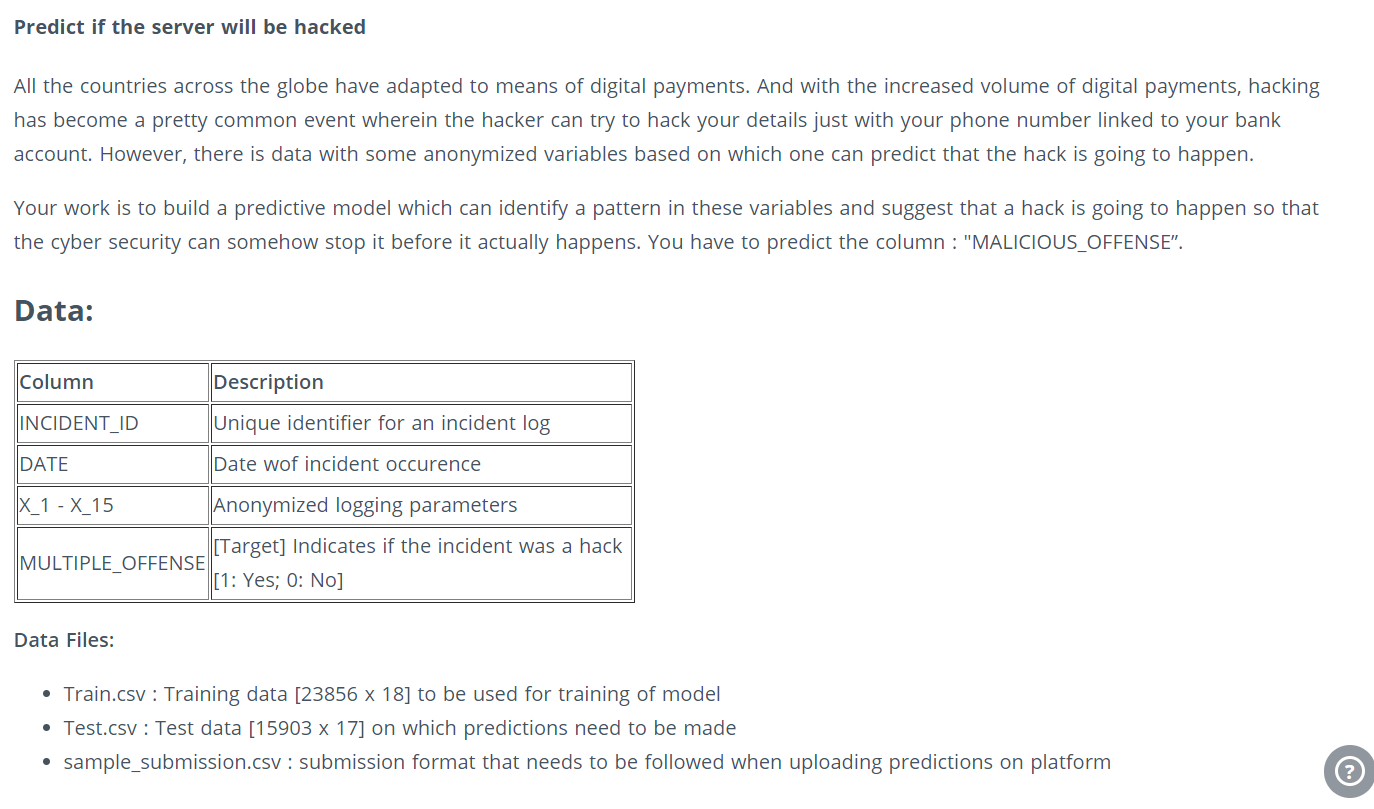 Predict if the server will be hacked
All the countries across the globe have adapted to means of digital payments. And with the increased volume of digital payments, hacking
has become a pretty common event wherein the hacker can try to hack your details just with your phone number linked to your bank
account. However, there is data with some anonymized variables based on which one can predict that the hack is going to happen.
Your work is to build a predictive model which can identify a pattern in these variables and suggest that a hack is going to happen so that
the cyber security can somehow stop it before it actually happens. You have to predict the column : "MALICIOUS_OFFENSE”.
Data:
Column Description
INCIDENT_ID Unique identifier for an incident log
DATE Date wof incident occurence
X_1 - X_15 Anonymized logging parameters
MULTIPLE_OFFENSE [Target] Indicates if the incident was a hack
[1: Yes; 0: No]
Data Files:
• Train.csv : Training data [23856 x 18] to be used for training of model
• Test.csv : Test data [15903 x 17] on which predictions need to be made
• sample_submission.csv : submission format that needs to be followed when uploading predictions on platform
?